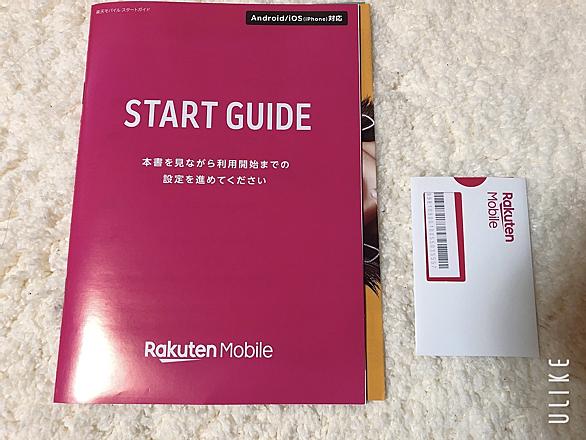 楽天モバイル スタートガイド
Android/iOS(iPhone)対応
START GUIDE
本書を見ながら利用開始までの
設定を進めてください
Rakuten Mobile
Rakuten
Mobile
ULIKE